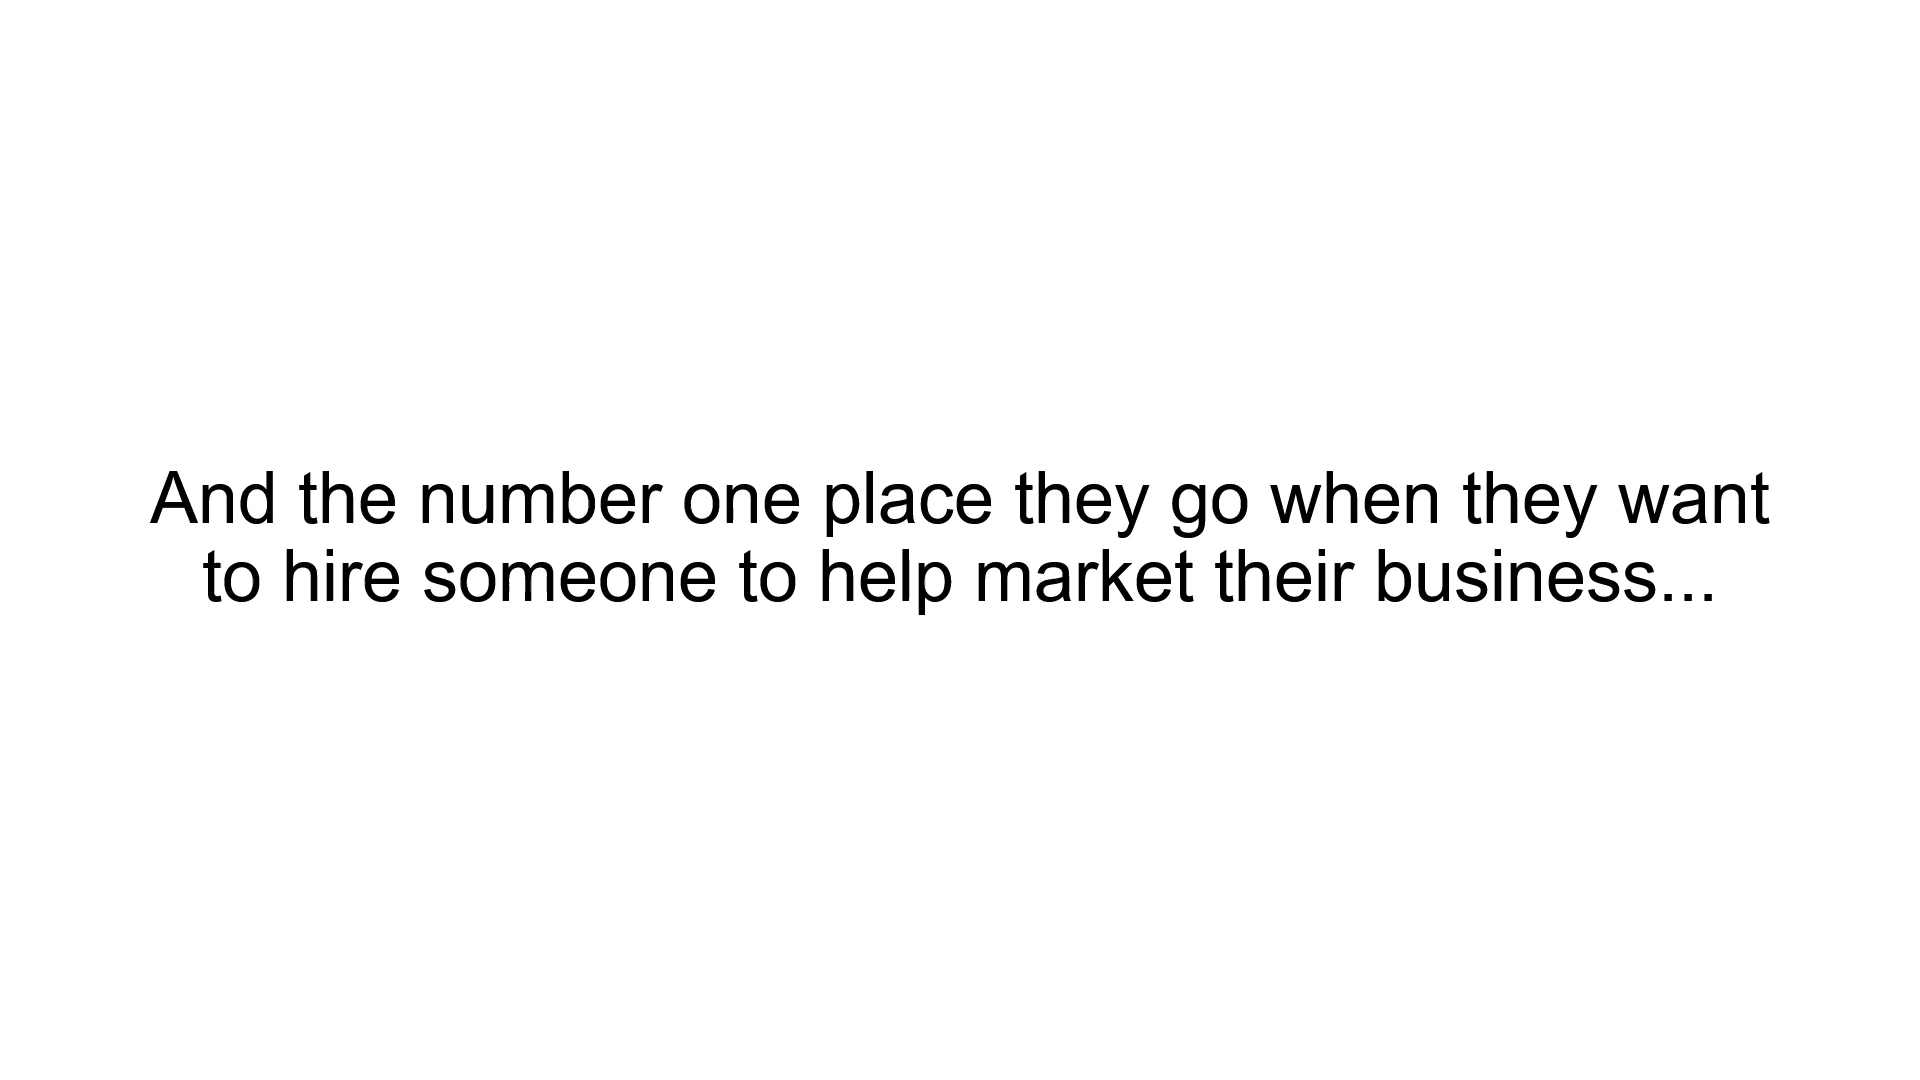 And the number one place they go when they want
to hire someone to help market their business...